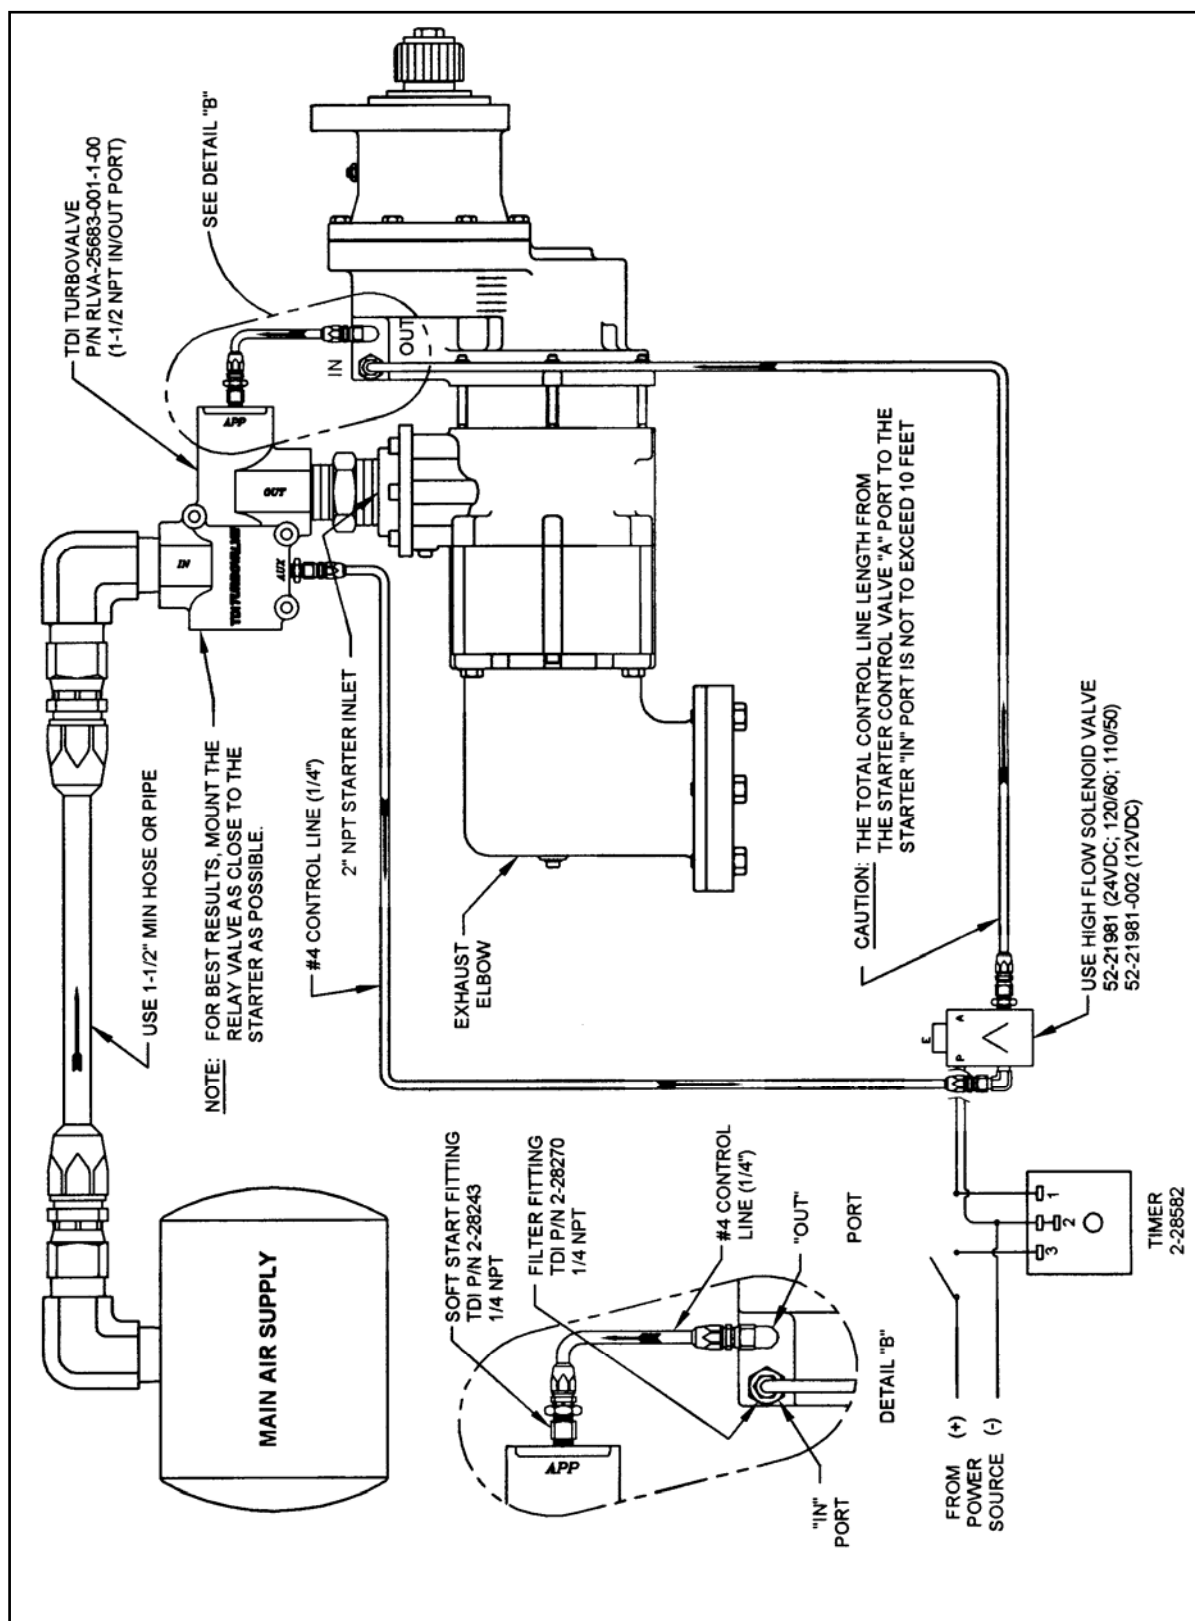 TDI TURBOVALVE
P/N RLVA-25683-001-1-00
(1-1/2 NPT IN/OUT PORT)
SEE DETAIL "B"
USE 1-1/2" MIN HOSE OR PIPE
NOTE: FOR BEST RESULTS, MOUNT THE
RELAY VALVE AS CLOSE TO THE
STARTER AS POSSIBLE.
#4 CONTROL LINE (1/4")
2" NPT STARTER INLET
IN
OUT
APP
IN
OUT
TDI TURBOVALVE
AUX
MAIN AIR SUPPLY
EXHAUST
ELBOW
CAUTION: THE TOTAL CONTROL LINE LENGTH FROM
THE STARTER CONTROL VALVE "A" PORT TO THE
STARTER "IN" PORT IS NOT TO EXCEED 10 FEET
USE HIGH FLOW SOLENOID VALVE
52-21981 (24VDC; 120/60; 110/50)
52-21981-002 (12VDC)
E
P
A
SOFT START FITTING
TDI P/N 2-28243
1/4 NPT
FILTER FITTING
TDI P/N 2-28270
1/4 NPT
#4 CONTROL
LINE (1/4")
"OUT"
PORT
APP
"IN"
PORT
DETAIL "B"
FROM
POWER
SOURCE
(+)
(-)
3
2
1
TIMER
2-28582